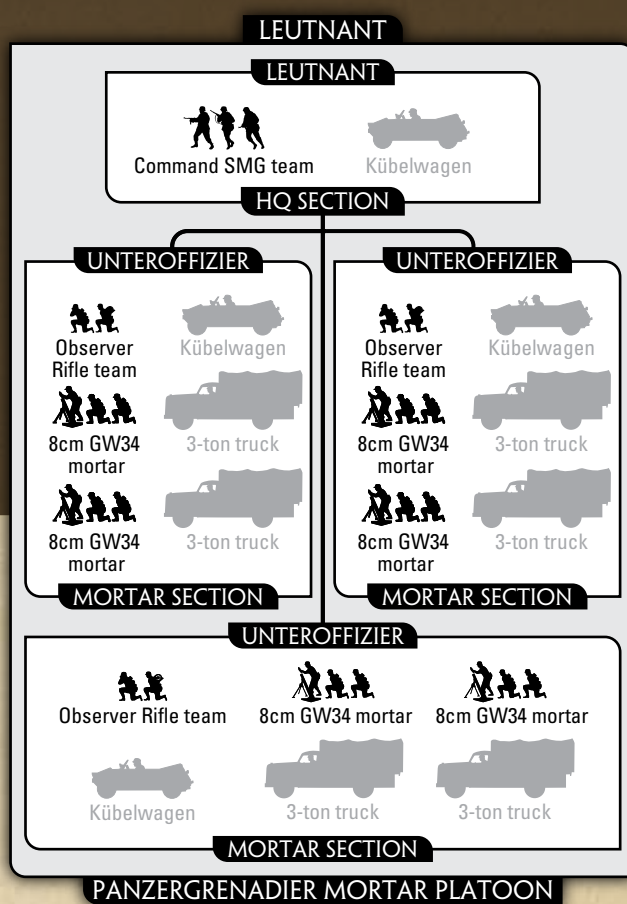 LEUTNANT
LEUTNANT
Command SMG team
Kübelwagen
HQ SECTION
UNTEROFFIZIER
Observer
Rifle team
Kübelwagen
8cm GW34
mortar
3-ton truck
8cm GW34
mortar
3-ton truck
MORTAR SECTION
UNTEROFFIZIER
Observer
Rifle team
Kübelwagen
8cm GW34
mortar
3-ton truck
8cm GW34
mortar
3-ton truck
MORTAR SECTION
UNTEROFFIZIER
Observer Rifle team
8cm GW34 mortar
8cm GW34 mortar
Kübelwagen
3-ton truck
3-ton truck
MORTAR SECTION
PANZERGRENADIER MORTAR PLATOON